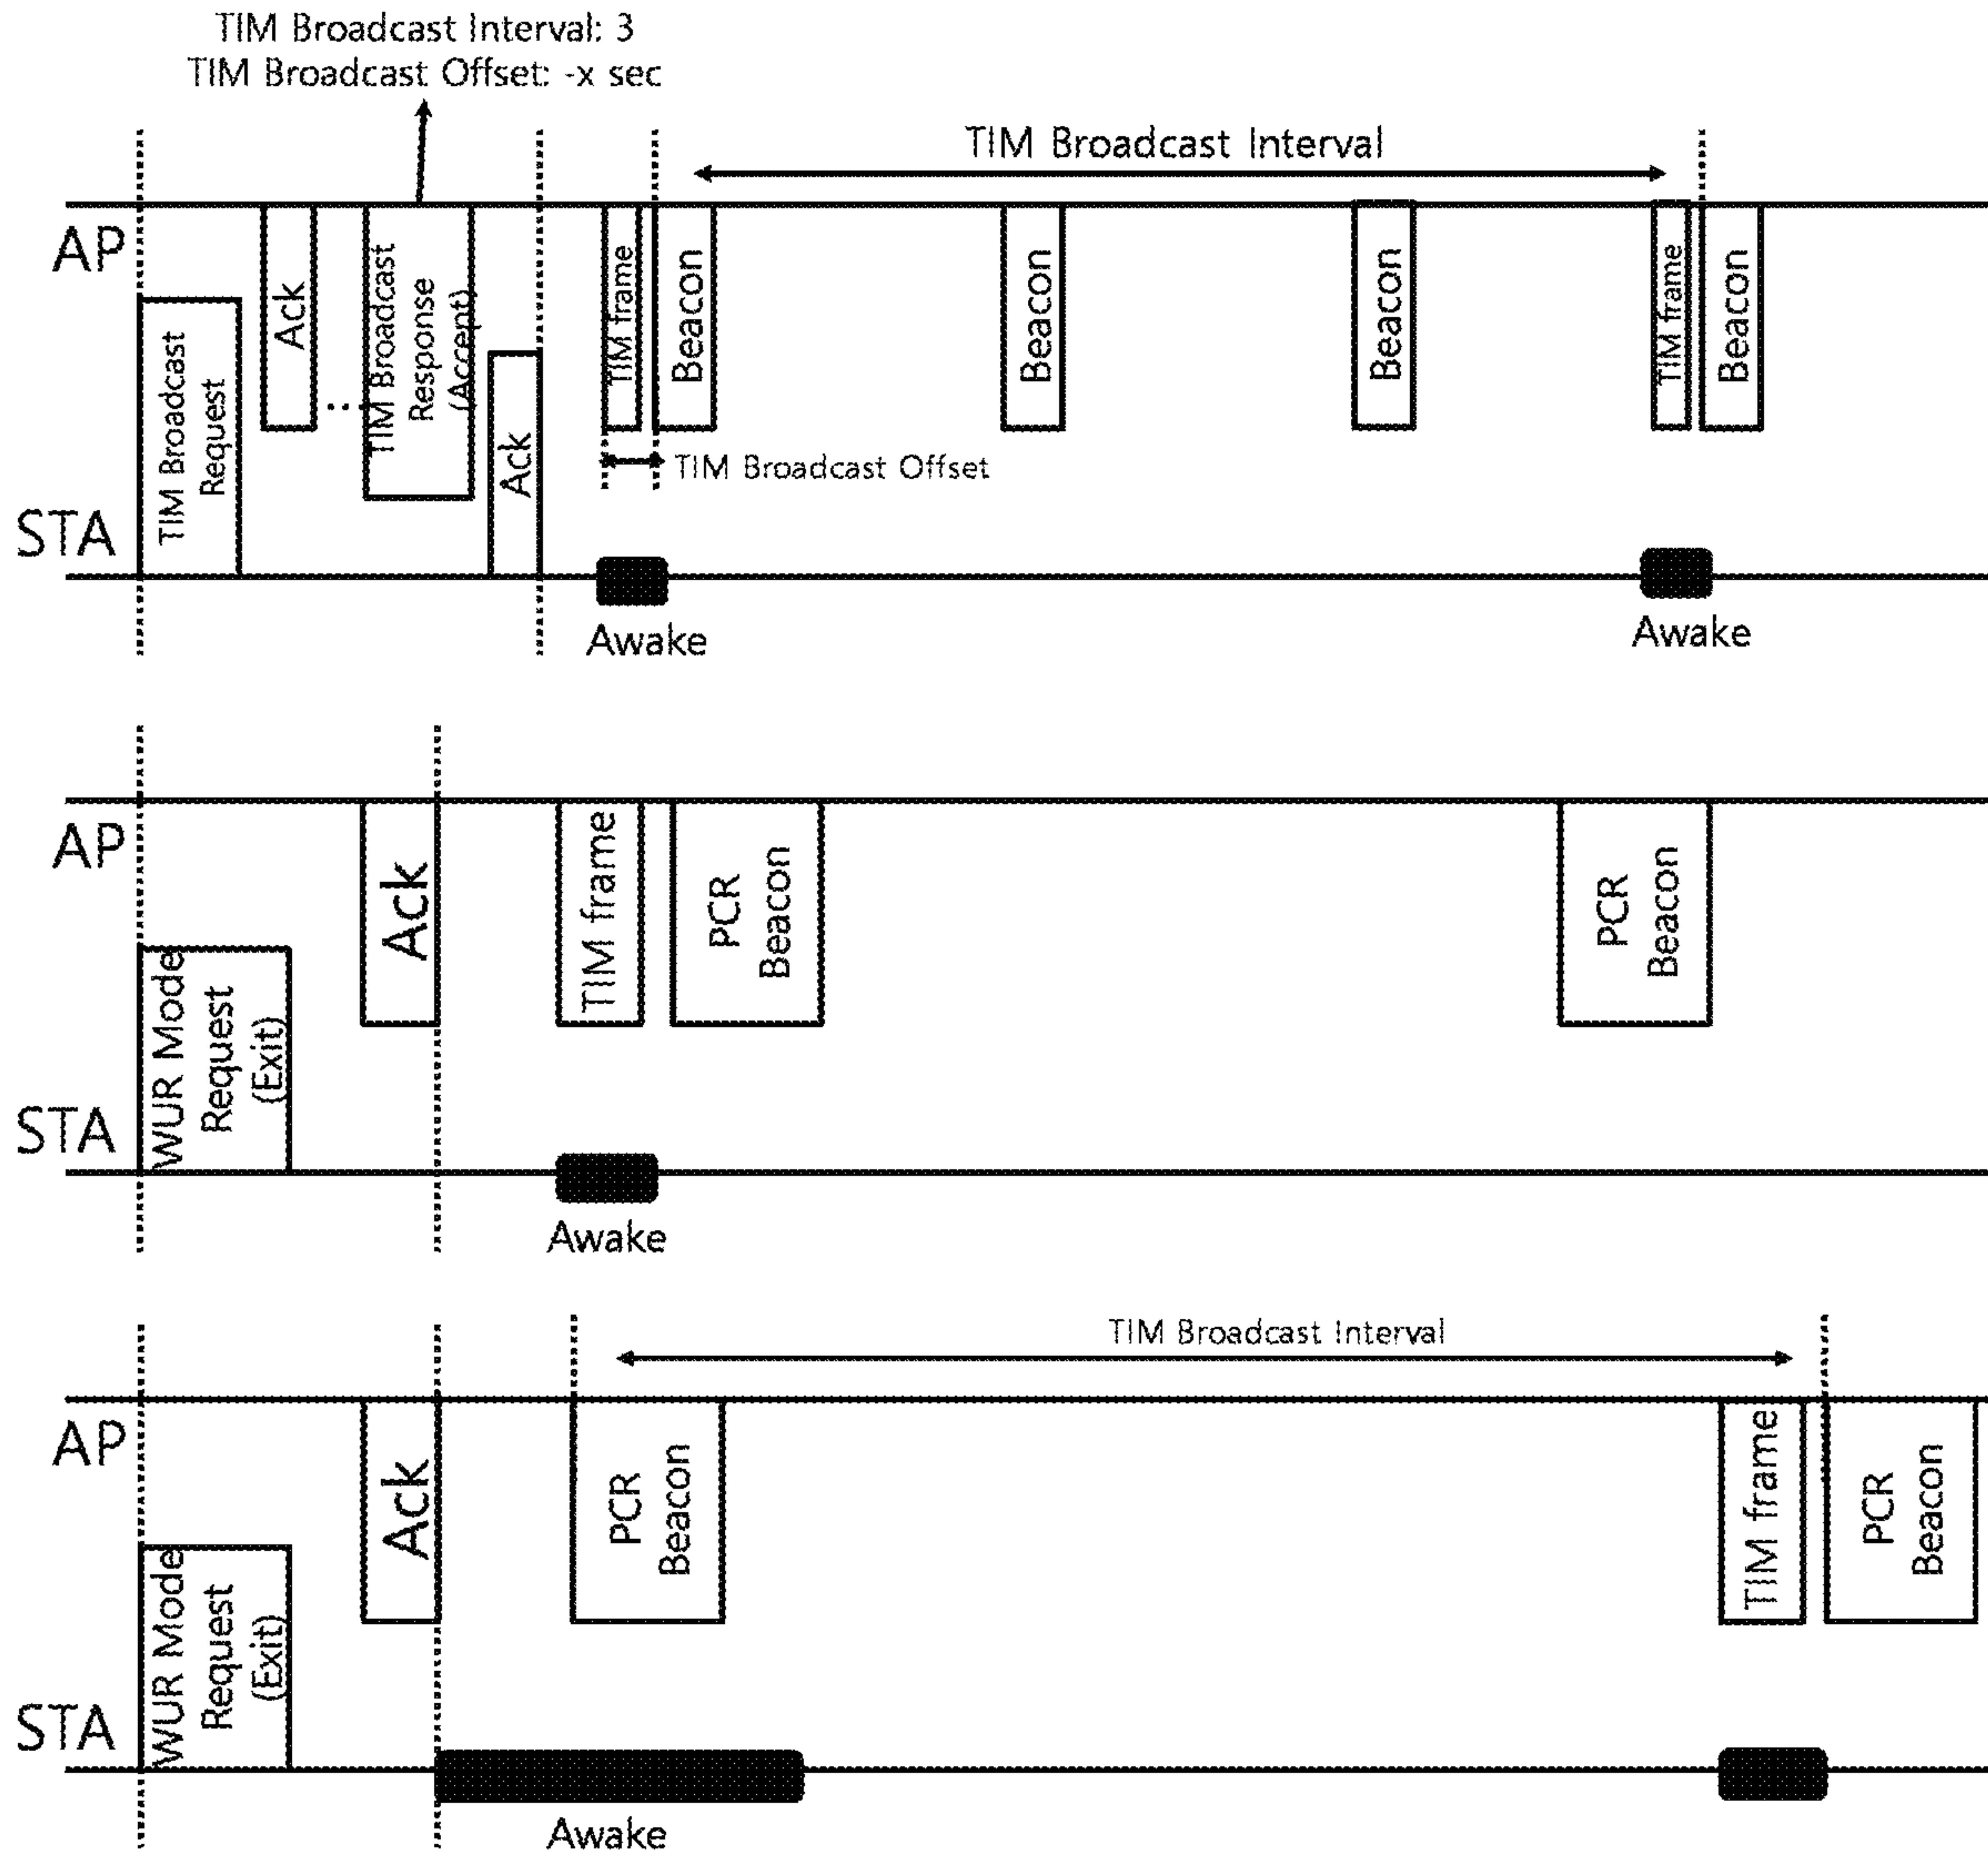 TIM Broadcast Interval: 3
TIM Broadcast Offset: -x sec
TIM Broadcast Interval
AP
STA
TIM Broadcast
Request
Ack
...
TIM Broadcast
Response
(Accept)
Ack
TIM frame
Beacon
Beacon
Beacon
TIM frame
Beacon
TIM Broadcast Offset
Awake
Awake
AP
STA
WUR Mode
Request
(Exit)
Ack
TIM frame
PCR
Beacon
PCR
Beacon
Awake
TIM Broadcast Interval
AP
STA
WUR Mode
Request
(Exit)
Ack
PCR
Beacon
TIM frame
PCR
Beacon
Awake